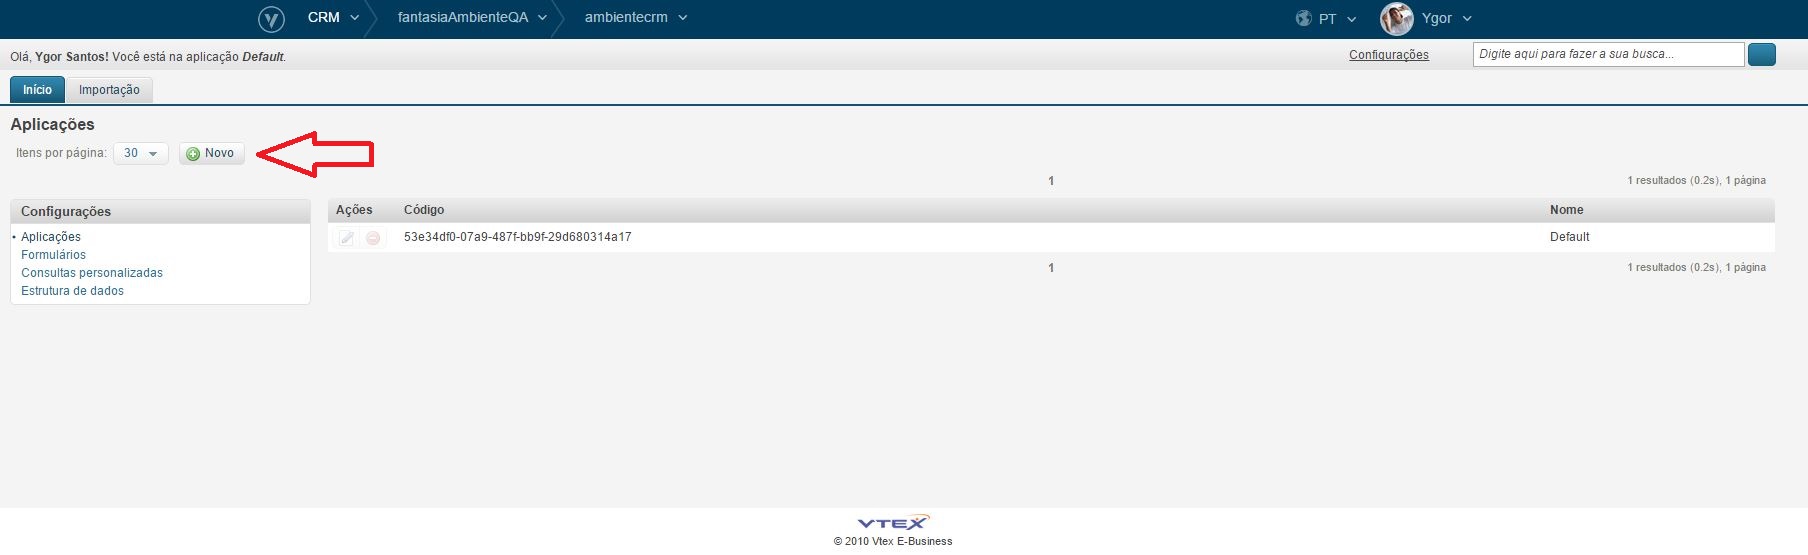 CRM fantasiaAmbienteQA ambientecrm PT Ygor
Olá, Ygor Santos! Você está na aplicação Default. Configurações Digite aqui para fazer a sua busca...
Início Importação
Aplicações
Itens por página: 30 Novo
1 1 resultados (0.2s), 1 página
Configurações Ações Código Nome
Aplicações 53e34df0-07a9-487f-bb9f-29d680314a17 Default
Formulários
1 1 resultados (0.2s), 1 página
Consultas personalizadas
Estrutura de dados
VTEX
© 2010 Vtex E-Business